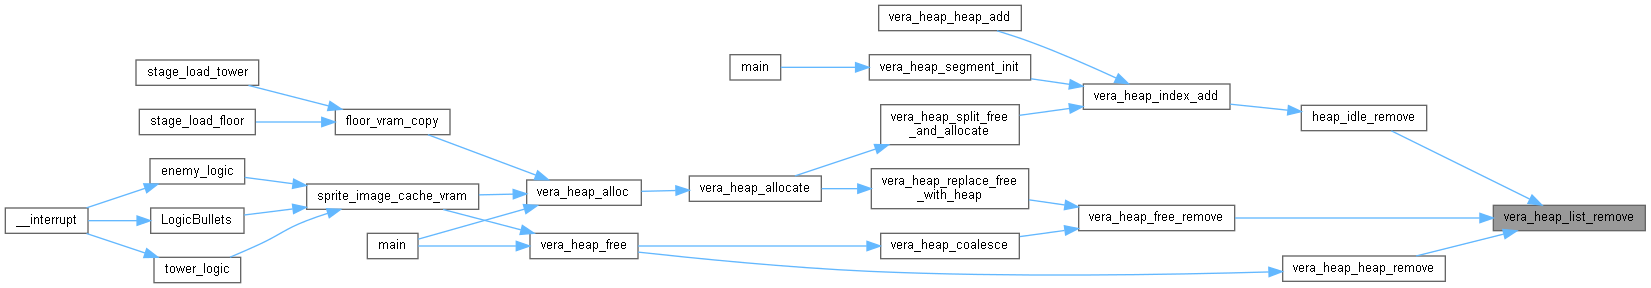 vera_heap_heap_add
main
vera_heap_segment_init
stage_load_tower
vera_heap_index_add
stage_load_floor
floor_vram_copy
vera_heap_split_free
_and_allocate
heap_idle_remove
enemy_logic
sprite_image_cache_vram
vera_heap_alloc
vera_heap_allocate
vera_heap_replace_free
_with_heap
__interrupt
LogicBullets
vera_heap_free_remove
vera_heap_list_remove
main
vera_heap_free
vera_heap_coalesce
tower_logic
vera_heap_heap_remove